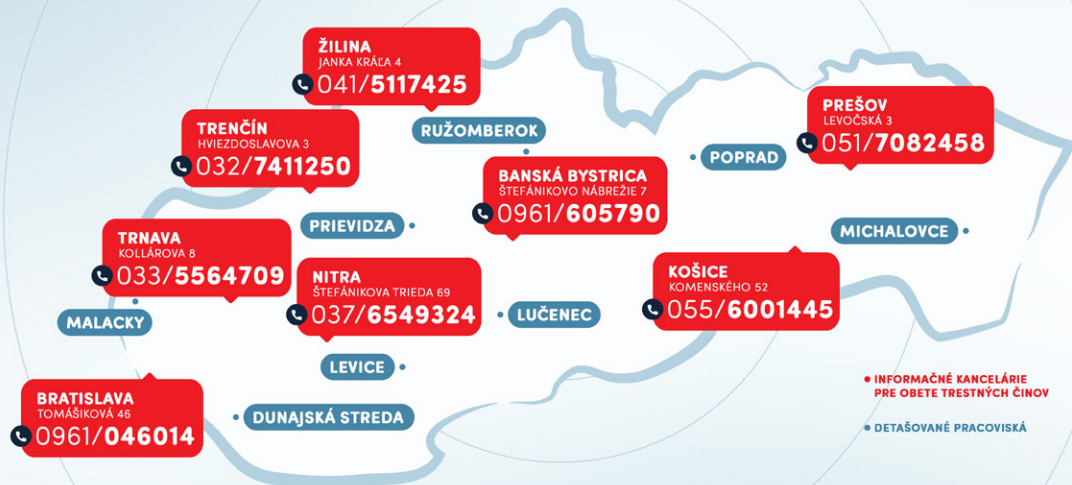 ŽILINA
JANKA KRÁĽA 4
041/5117425
TRENČÍN
HVIEZDOSLAVOVA 3
032/7411250
RUŽOMBEROK
PREŠOV
LEVOČSKÁ 3
051/7082458
POPRAD
BANSKÁ BYSTRICA
ŠTEFÁNIKOVO NÁBREŽIE 7
0961/605790
PRIEVIDZA
TRNAVA
KOLLÁROVA 8
033/5564709
MICHALOVCE
NITRA
ŠTEFÁNIKOVA TRIEDA 69
037/6549324
KOŠICE
KOMENSKÉHO 52
055/6001445
MALACKY
LUČENEC
LEVICE
BRATISLAVA
TOMÁŠIKOVÁ 46
0961/046014
DUNAJSKÁ STREDA
• INFORMAČNÉ KANCELÁRIE
PRE OBETE TRESTNÝCH ČINOV
• DETAŠOVANÉ PRACOVISKÁ